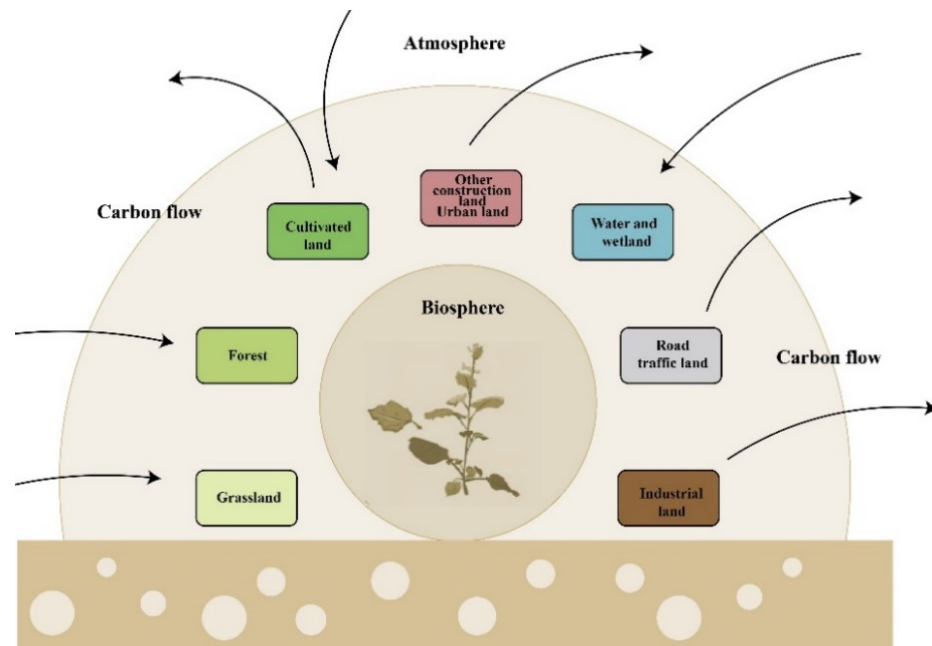 Atmosphere
Other
construction
land
Urban land
Carbon flow
Cultivated
land
Water and
wetland
Biosphere
Forest
Road
traffic land
Carbon flow
Grassland
Industrial
land